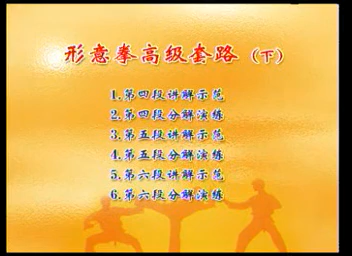 形意拳高级套路（下）
1.第四段讲解示范
2.第四段分解演练
3.第五段讲解示范
4.第五段分解演练
5.第六段讲解示范
6.第六段分解演练